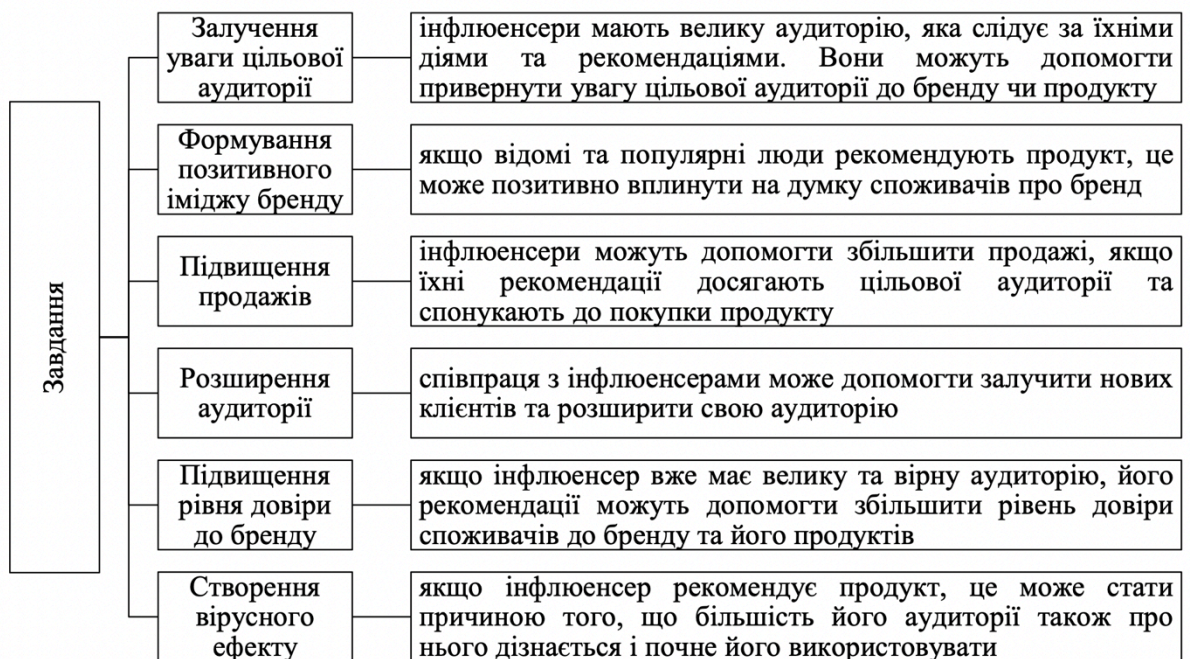 Завдання
Залучення
уваги цільової
аудиторії
інфлюенсери мають велику аудиторію, яка слідує за їхніми
діями та рекомендаціями. Вони можуть допомогти
привернути увагу цільової аудиторії до бренду чи продукту
Формування
позитивного
іміджу бренду
якщо відомі та популярні люди рекомендують продукт, це
може позитивно вплинути на думку споживачів про бренд
Підвищення
продажів
інфлюенсери можуть допомогти збільшити продажі, якщо
їхні рекомендації досягають цільової аудиторії та
спонукають до покупки продукту
Розширення
аудиторії
співпраця з інфлюенсерами може допомогти залучити нових
клієнтів та розширити свою аудиторію
Підвищення
рівня довіри
до бренду
якщо інфлюенсер вже має велику та вірну аудиторію, його
рекомендації можуть допомогти збільшити рівень довіри
споживачів до бренду та його продуктів
Створення
вірусного
ефекту
якщо інфлюенсер рекомендує продукт, це може стати
причиною того, що більшість його аудиторії також про
нього дізнається і почне його використовувати